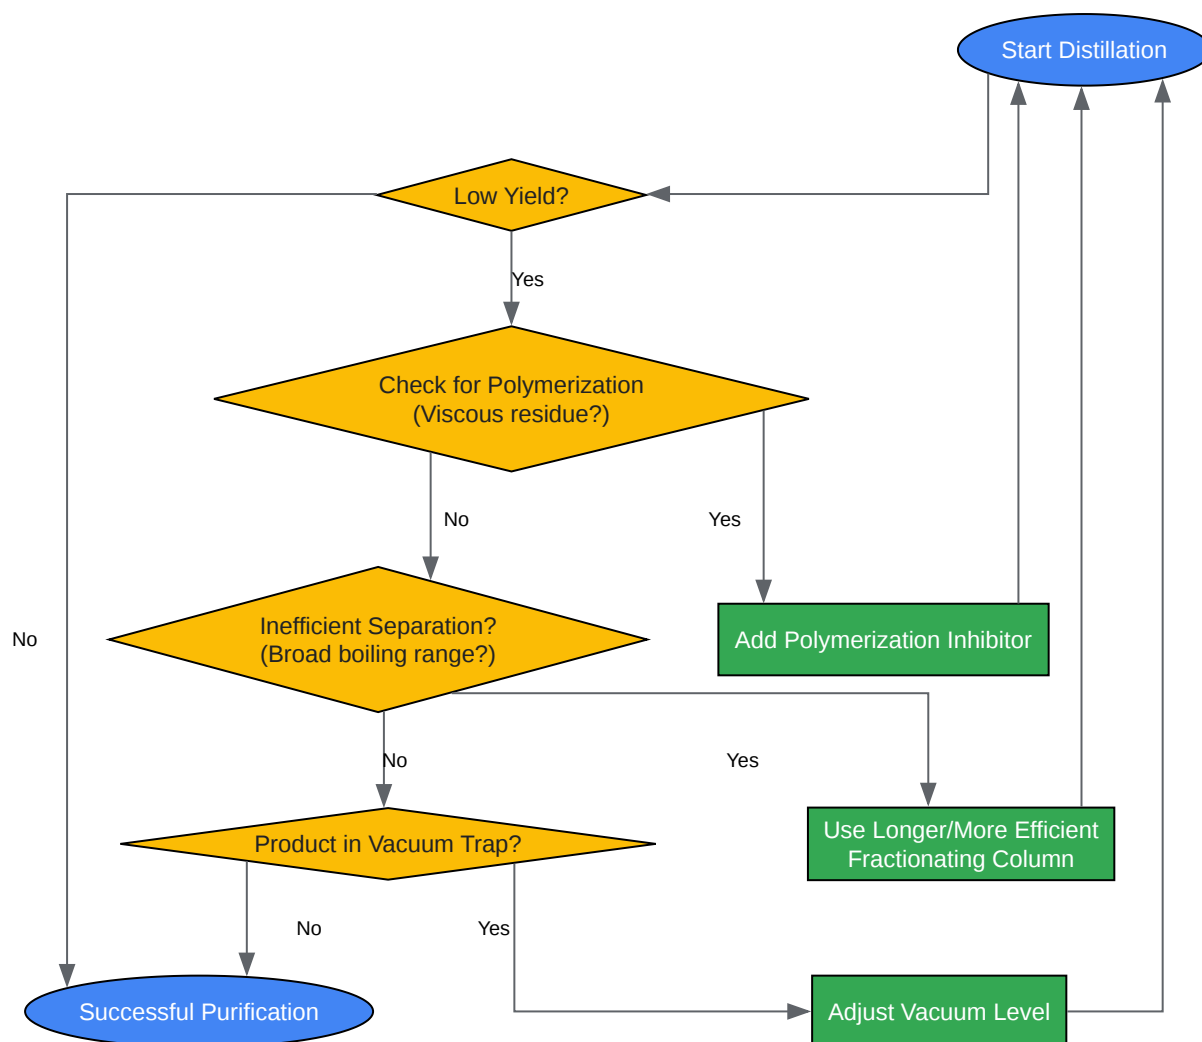 Start Distillation
Low Yield?
Yes
Check for Polymerization
(Viscous residue?)
No
Yes
Inefficient Separation?
(Broad boiling range?)
No
Add Polymerization Inhibitor
No
Yes
Use Longer/More Efficient
Fractionating Column
Product in Vacuum Trap?
No
Yes
Successful Purification
Adjust Vacuum Level